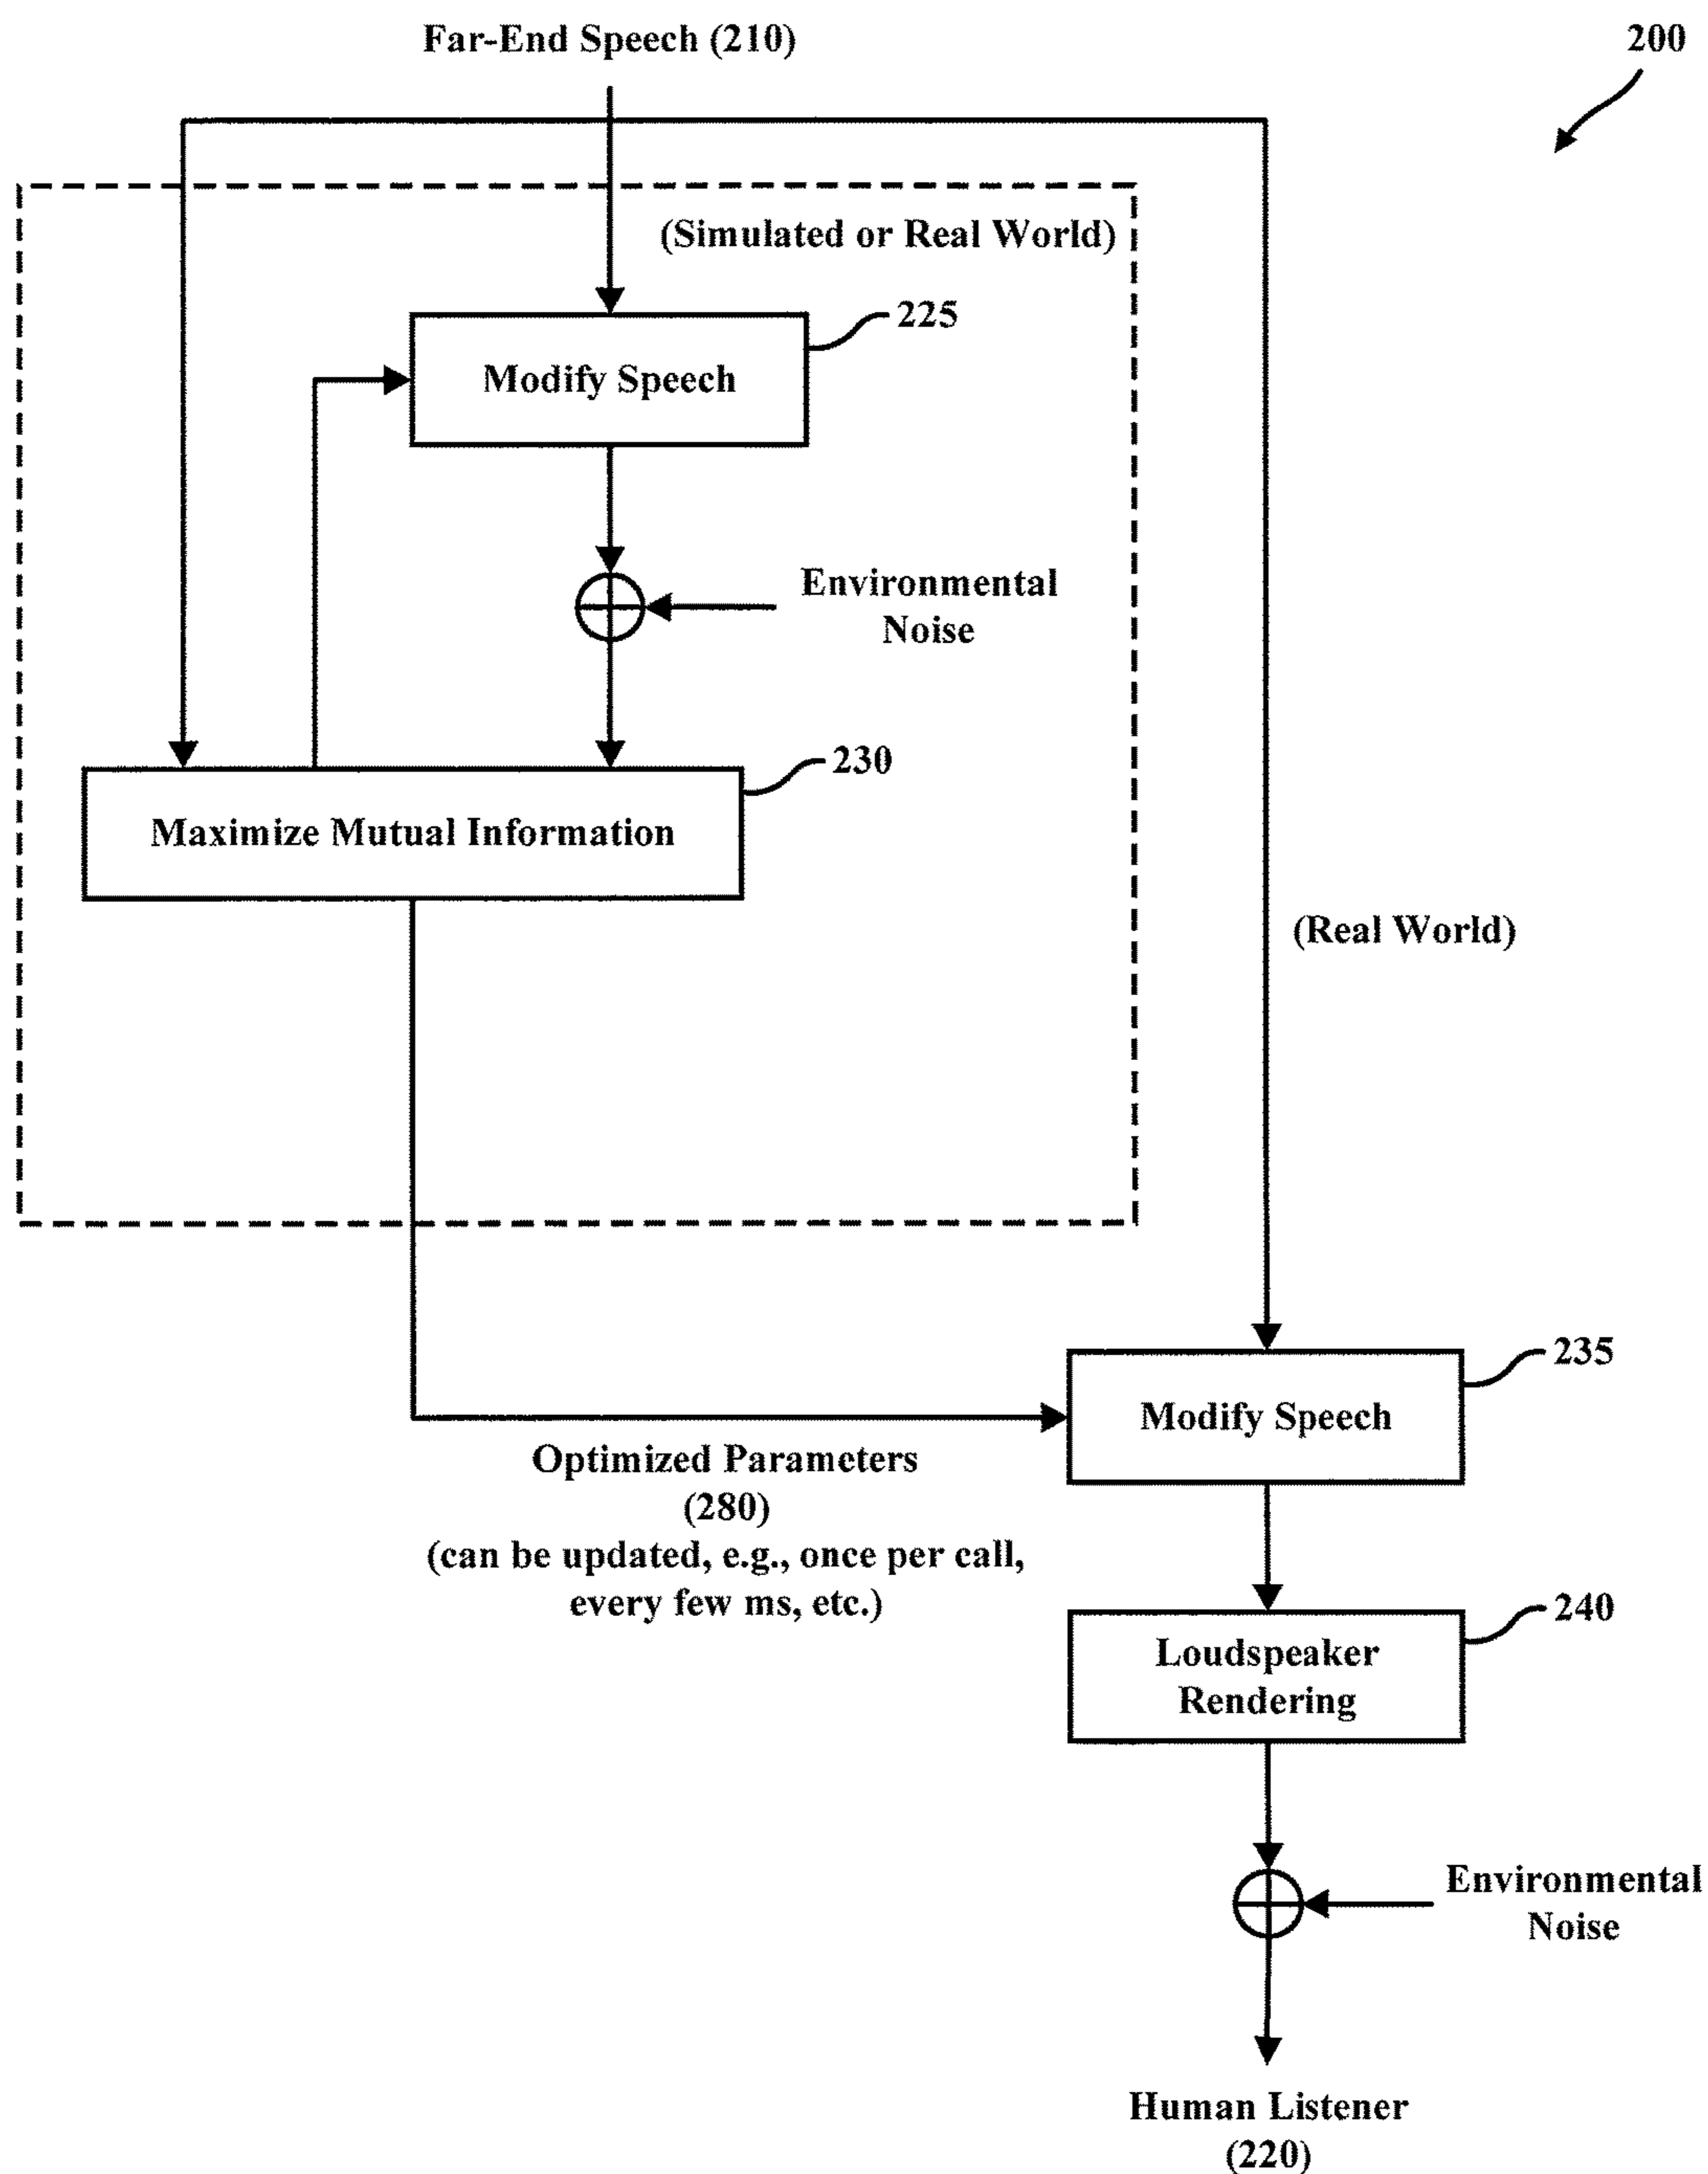 Far-End Speech (210)
200
(Simulated or Real World)
225
Modify Speech
Environmental
Noise
230
Maximize Mutual Information
(Real World)
235
Modify Speech
Optimized Parameters
(280)
(can be updated, e.g., once per call,
every few ms, etc.)
240
Loudspeaker
Rendering
Environmental
Noise
Human Listener
(220)